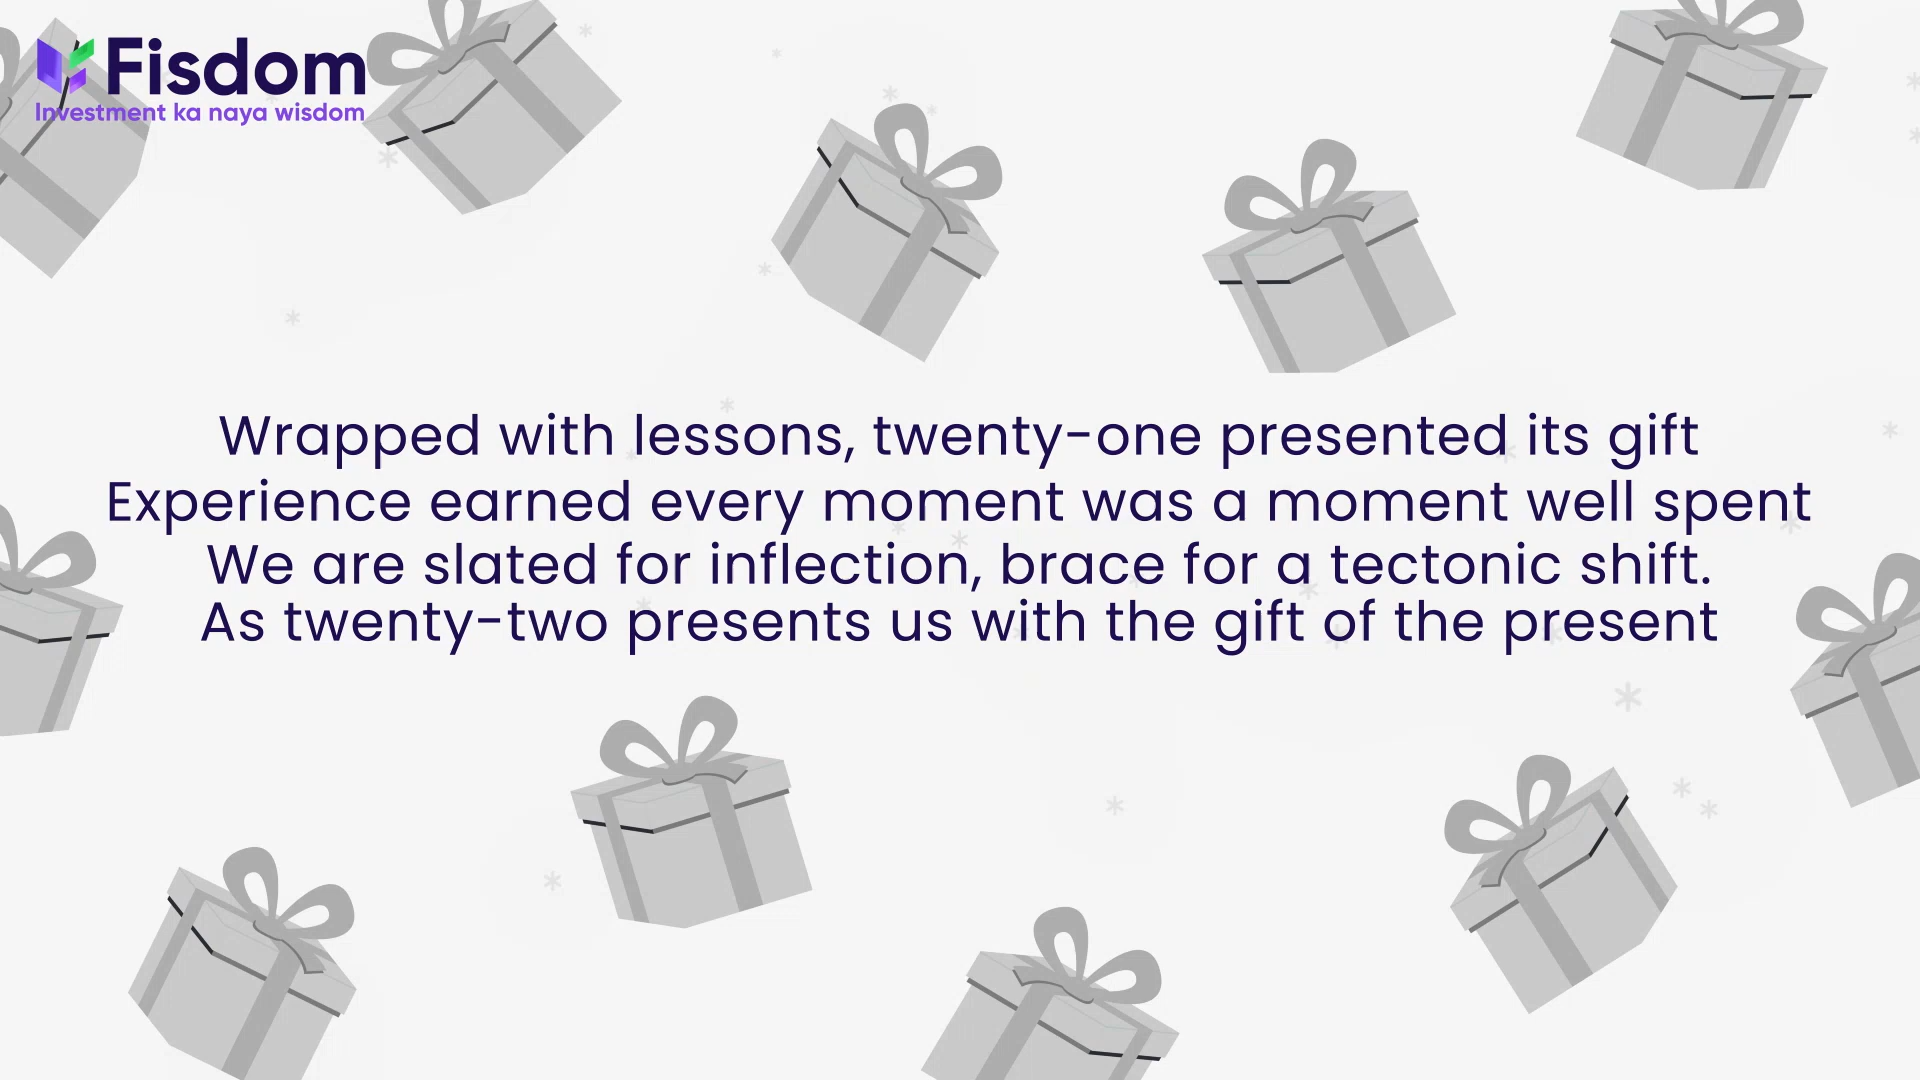 Fisdom
Investment ka naya wisdom
Wrapped with lessons, twenty-one presented its gift
Experience earned every moment was a moment well spent
We are slated for inflection, brace for a tectonic shift.
As twenty-two presents us with the gift of the present